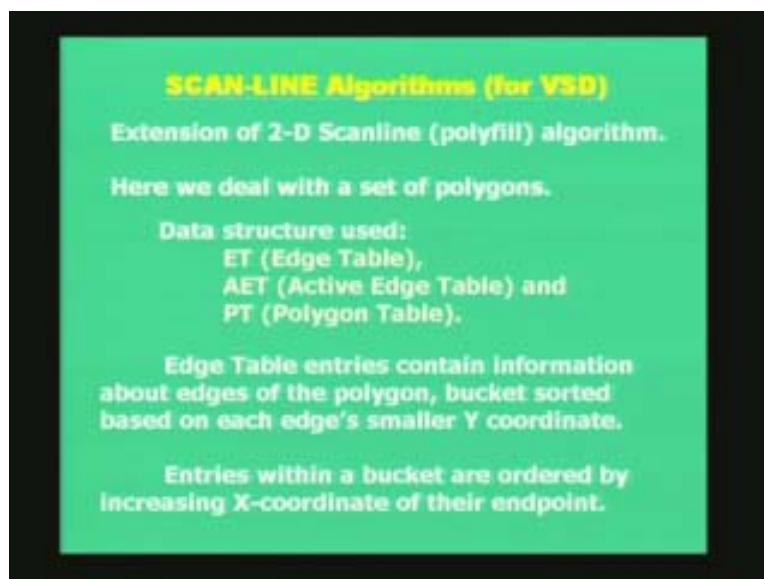 SCAN-LINE Algorithms (for VSD)
Extension of 2-D Scanline (polyfill) algorithm.
Here we deal with a set of polygons.
Data structure used:
ET (Edge Table),
AET (Active Edge Table) and
PT (Polygon Table).
Edge Table entries contain information
about edges of the polygon, bucket sorted
based on each edge's smaller Y coordinate.
Entries within a bucket are ordered by
increasing X-coordinate of their endpoint.